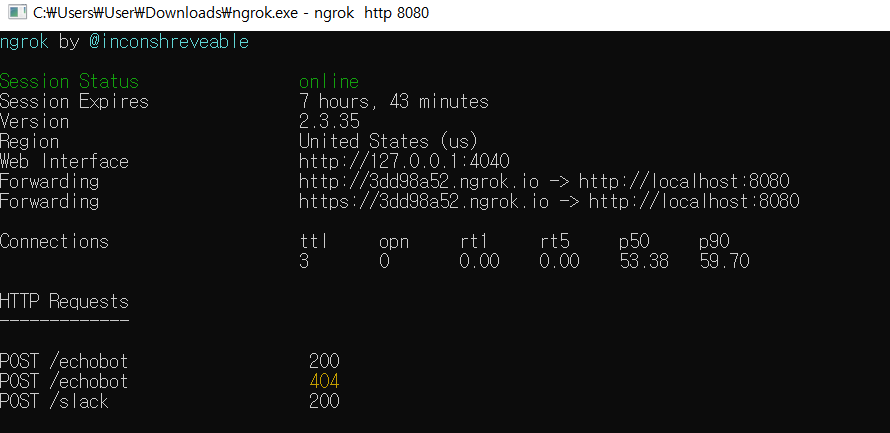 C:₩Users₩User₩Downloads₩ngrok.exe - ngrok  http 8080
ngrok by @inconshreveable
Session Status online
Session Expires 7 hours, 43 minutes
Version 2.3.35
Region United States (us)
Web Interface http://127.0.0.1:4040
Forwarding http://3dd98a52.ngrok.io -> http://localhost:8080
Forwarding https://3dd98a52.ngrok.io -> http://localhost:8080
Connections ttl opn rt1 rt5 p50 p90
3 0 0.00 0.00 53.38 59.70
HTTP Requests
-------------
POST /echobot 200
POST /echobot 404
POST /slack 200